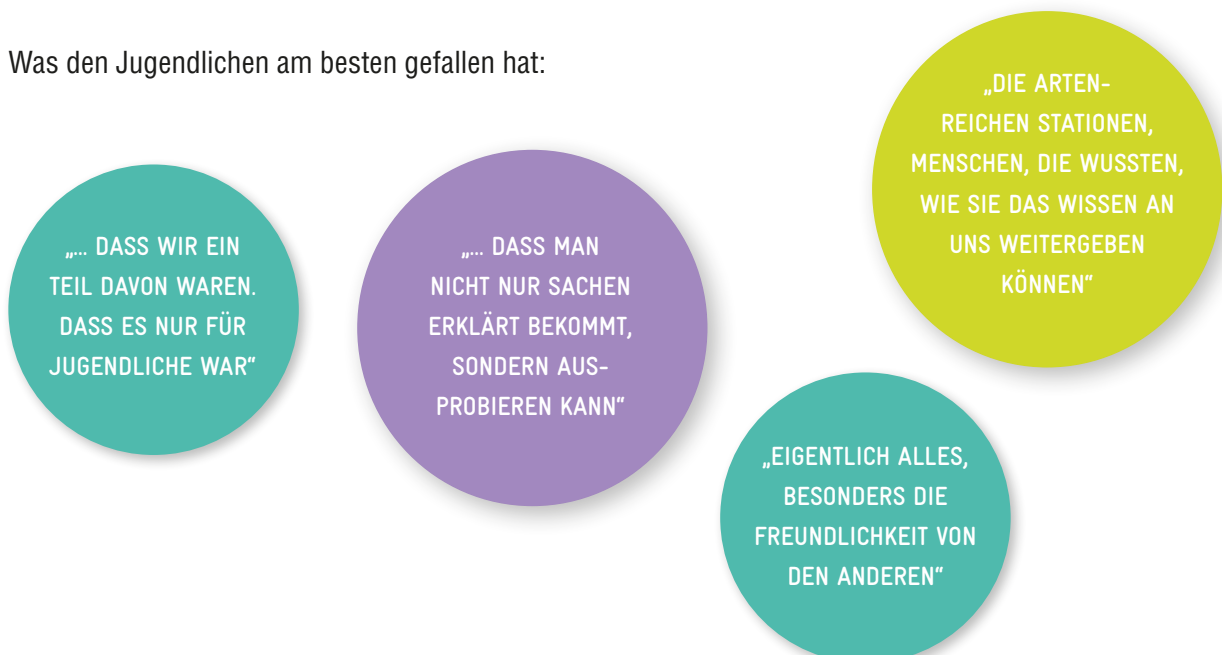 Was den Jugendlichen am besten gefallen hat:
„... DASS WIR EIN
TEIL DAVON WAREN.
DASS ES NUR FÜR
JUGENDLICHE WAR“
„... DASS MAN
NICHT NUR SACHEN
ERKLÄRT BEKOMMT,
SONDERN AUS-
PROBIEREN KANN“
„DIE ARTEN-
REICHEN STATIONEN,
MENSCHEN, DIE WUSSTEN,
WIE SIE DAS WISSEN AN
UNS WEITERGEBEN
KÖNNEN“
„EIGENTLICH ALLES,
BESONDERS DIE
FREUNDLICHKEIT VON
DEN ANDEREN“